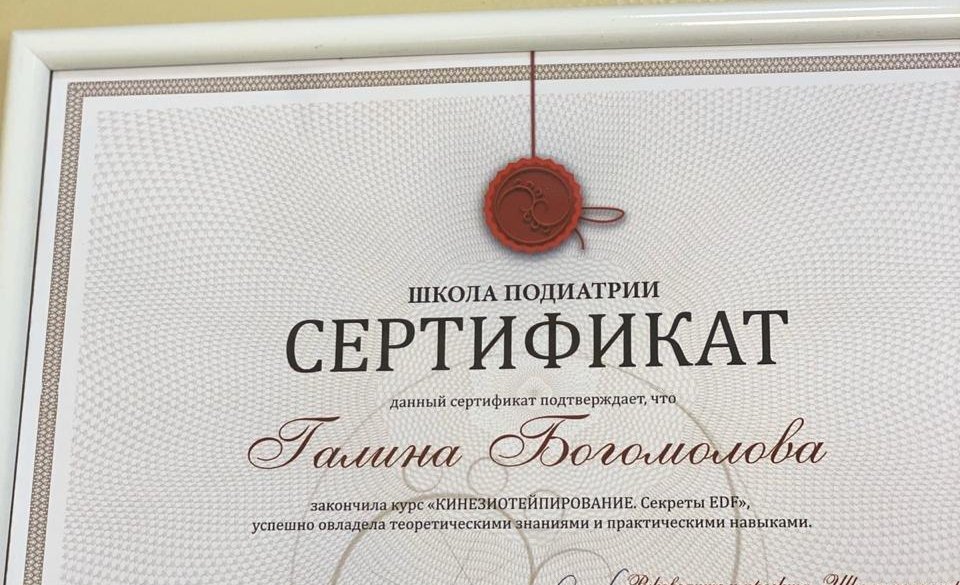 ШКОЛА ПОДИАТРИИ
СЕРТИФИКАТ
данный сертификат подтверждает, что
Галина Богомолова
закончила курс «КИНЕЗИОТЕЙПИРОВАНИЕ. Секреты EDF»,
успешно овладела теоретическими знаниями и практическими навыками.